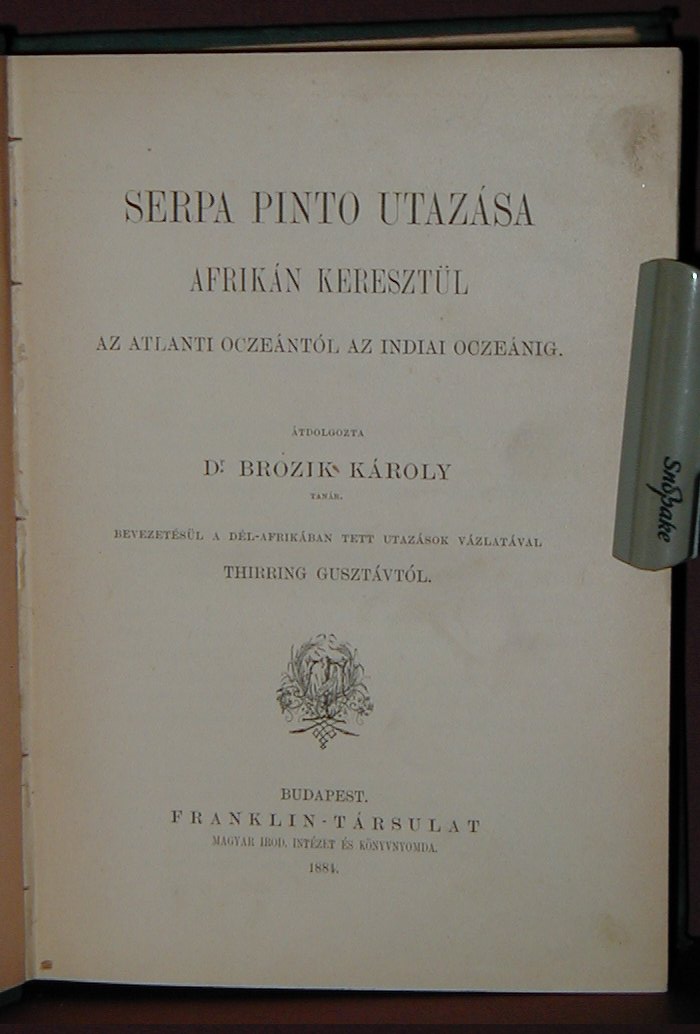 SERPA PINTO UTAZÁSA
AFRIKÁN KERESZTÜL
AZ ATLANTI OCZEÁNTÓL AZ INDIAI OCZEÁNIG.
ÁTDOLGOZTA
Dr BROZIK KÁROLY
TANÁR.
BEVEZETÉSÜL A DÉL-AFRIKÁBAN TETT UTAZÁSOK VÁZLATÁVAL
THIRRING GUSZTÁVTÓL.
BUDAPEST.
FRANKLIN-TÁRSULAT
MAGYAR IROD. INTÉZET ÉS KÖNYVNYOMDA.
1884.
Snopake